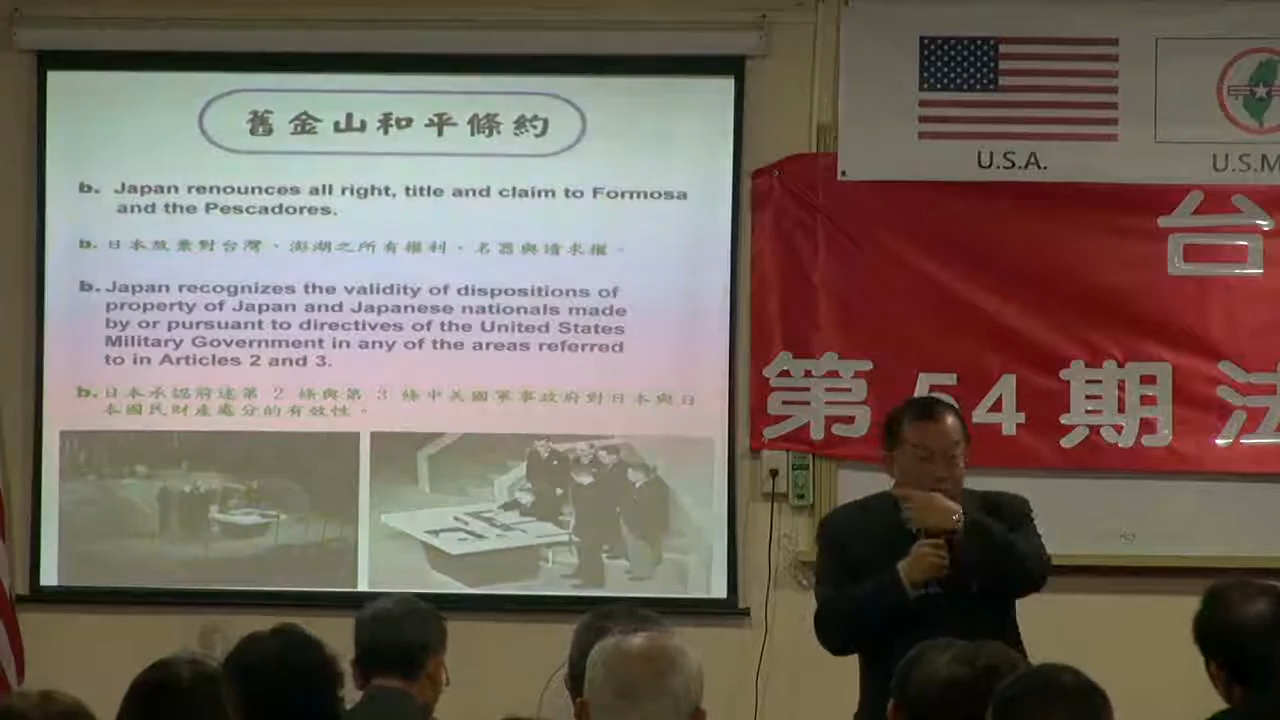 舊金山和平條約
b. Japan renounces all right, title and claim to Formosa
and the Pescadores.
b. 日本放棄對台灣、澎湖之所有權利、名器與請求權。
b. Japan recognizes the validity of dispositions of
property of Japan and Japanese nationals made
by or pursuant to directives of the United States
Military Government in any of the areas referred
to in Articles 2 and 3.
b. 日本承認前述第 2 條與第 3 條中美國軍事政府對日本與日
本國民財產處分的有效性。
U.S.A.
U.S.M
台
第 54 期 法